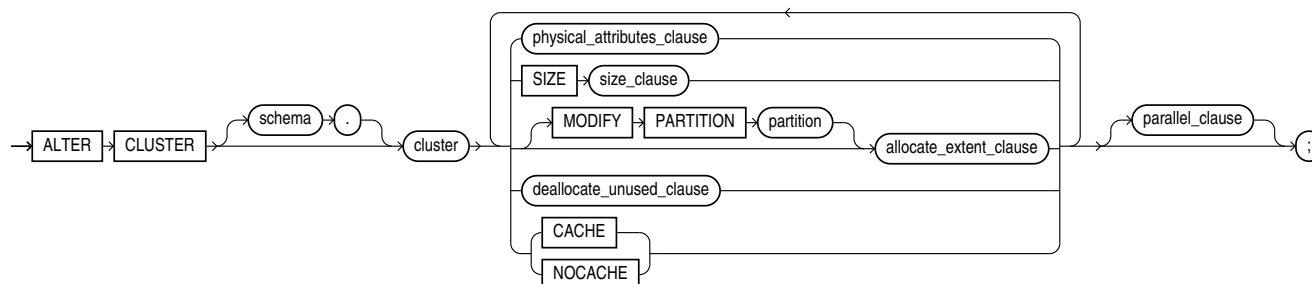 physical_attributes_clause
SIZE size_clause
schema . MODIFY PARTITION partition parallel_clause
ALTER CLUSTER cluster allocate_extent_clause ;
deallocate_unused_clause
CACHE
NOCACHE